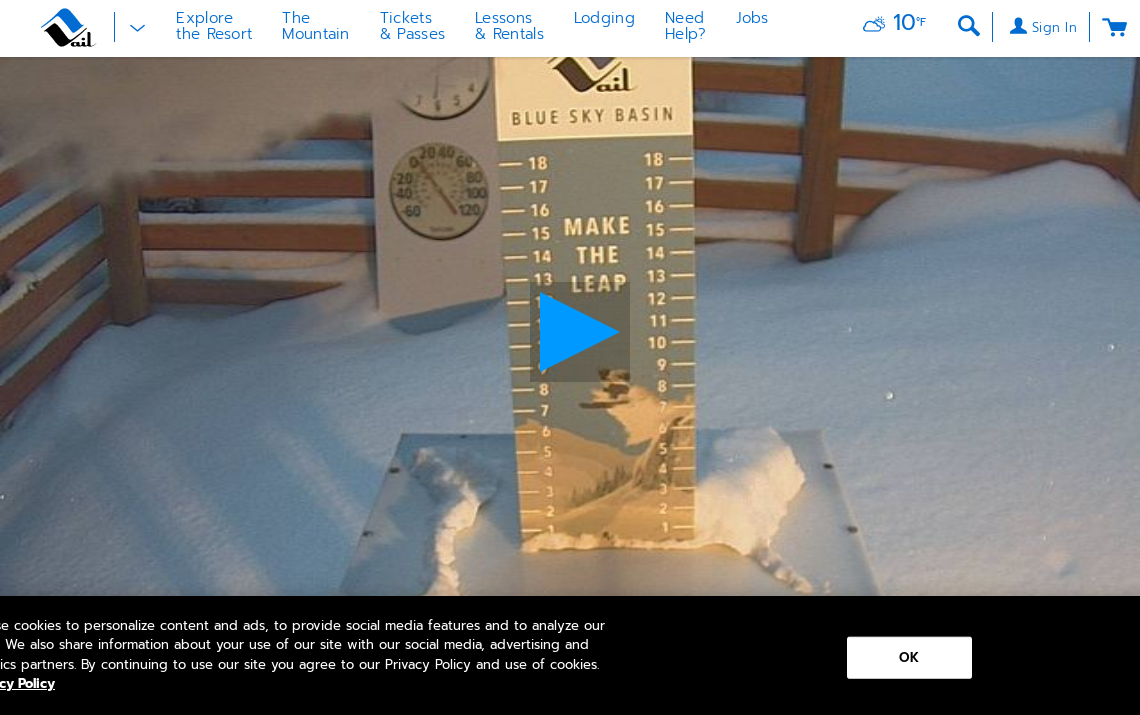 Vail
Explore
the Resort
The
Mountain
Tickets
& Passes
Lessons
& Rentals
Lodging
Need
Help?
Jobs
10°F
Sign In
ail
BLUE SKY BASIN
7 6 5 4
-60 -40 -20 0 20 40 60 80 100 120
18 18
17 17
16 16
MAKE
THE
LEAP
15 15
14 14
13 13
12
11
10
9
8 8
7 7
6 6
5 5
4 4
3 3
2 2
1 1
e cookies to personalize content and ads, to provide social media features and to analyze our
We also share information about your use of our site with our social media, advertising and
ics partners. By continuing to use our site you agree to our Privacy Policy and use of cookies.
cy Policy
OK